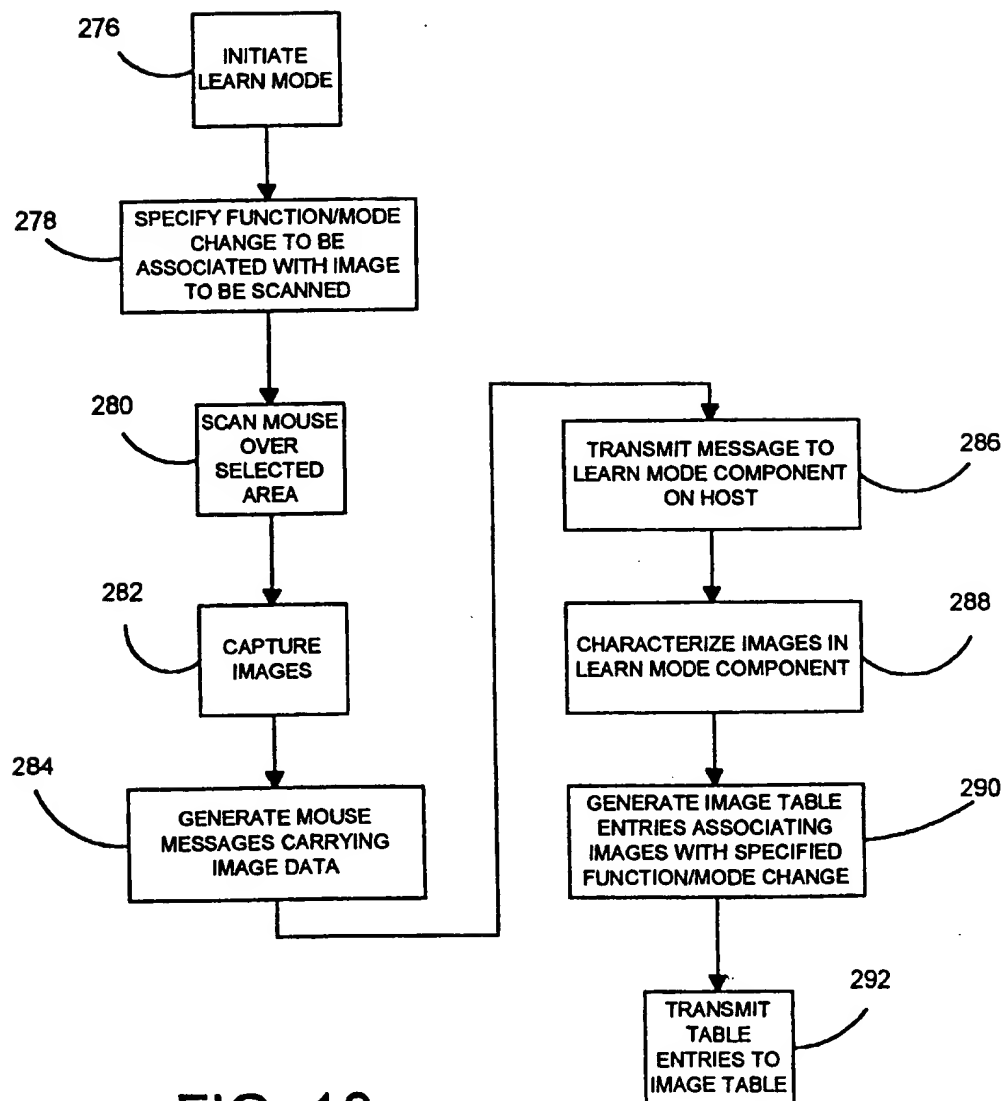 276
INITIATE
LEARN MODE
278
SPECIFY FUNCTION/MODE
CHANGE TO BE
ASSOCIATED WITH IMAGE
TO BE SCANNED
280
SCAN MOUSE
OVER
SELECTED
AREA
282
CAPTURE
IMAGES
284
GENERATE MOUSE
MESSAGES CARRYING
IMAGE DATA
TRANSMIT MESSAGE TO
LEARN MODE COMPONENT
ON HOST
286
CHARACTERIZE IMAGES IN
LEARN MODE COMPONENT
288
GENERATE IMAGE TABLE
ENTRIES ASSOCIATING
IMAGES WITH SPECIFIED
FUNCTION/MODE CHANGE
290
TRANSMIT
TABLE
ENTRIES TO
IMAGE TABLE
292
FIG.